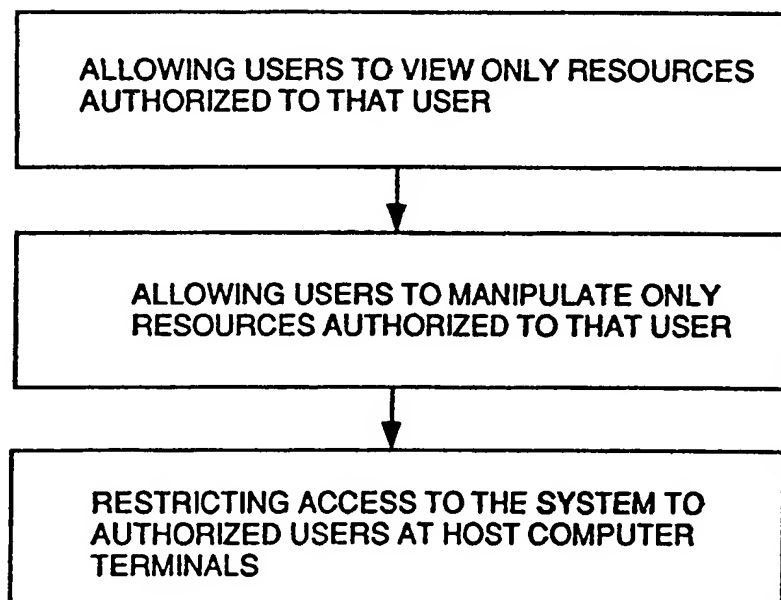 ALLOWING USERS TO VIEW ONLY RESOURCES
AUTHORIZED TO THAT USER
ALLOWING USERS TO MANIPULATE ONLY
RESOURCES AUTHORIZED TO THAT USER
RESTRICTING ACCESS TO THE SYSTEM TO
AUTHORIZED USERS AT HOST COMPUTER
TERMINALS